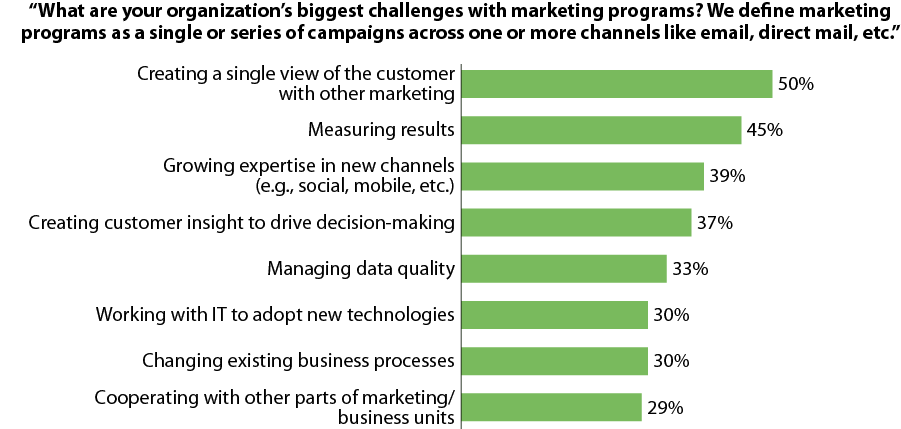 “What are your organization’s biggest challenges with marketing programs? We define marketing
programs as a single or series of campaigns across one or more channels like email, direct mail, etc.”
Creating a single view of the customer
with other marketing
50%
Measuring results
45%
Growing expertise in new channels
(e.g., social, mobile, etc.)
39%
Creating customer insight to drive decision-making
37%
Managing data quality
33%
Working with IT to adopt new technologies
30%
Changing existing business processes
30%
Cooperating with other parts of marketing/
business units
29%